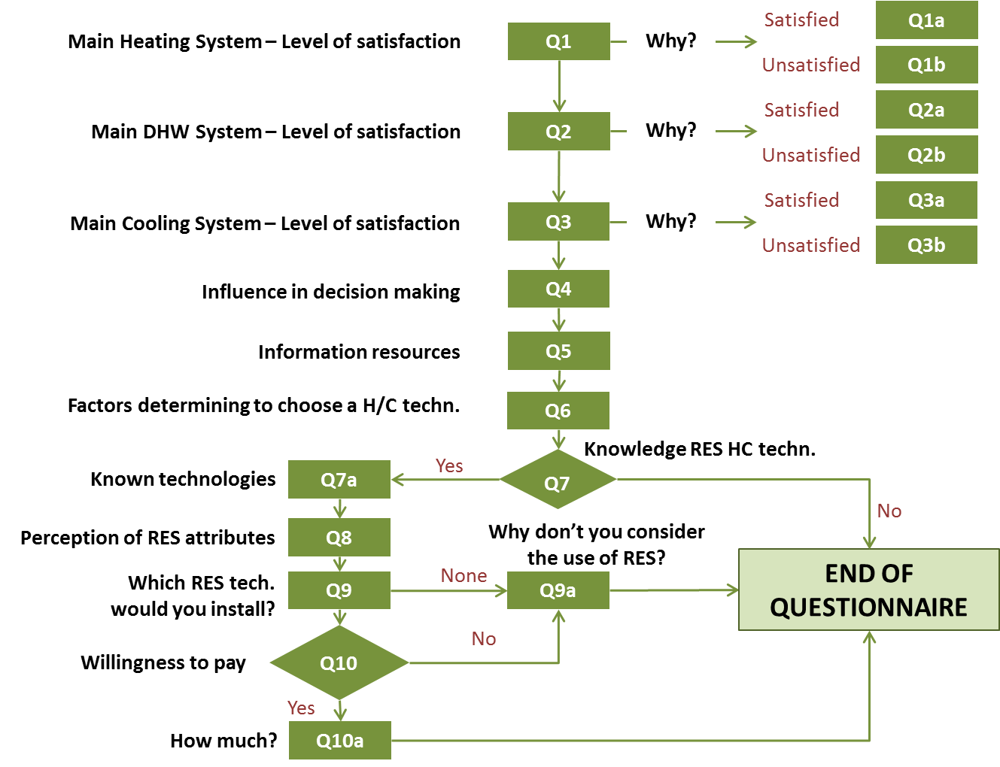 Main Heating System – Level of satisfaction
Q1
Why?
Satisfied
Q1a
Unsatisfied
Q1b
Main DHW System – Level of satisfaction
Q2
Why?
Satisfied
Q2a
Unsatisfied
Q2b
Main Cooling System – Level of satisfaction
Q3
Why?
Satisfied
Q3a
Unsatisfied
Q3b
Influence in decision making
Q4
Information resources
Q5
Factors determining to choose a H/C techn.
Q6
Knowledge RES HC techn.
Q7
Yes
No
Known technologies
Q7a
Perception of RES attributes
Q8
Why don’t you consider
the use of RES?
Which RES tech.
would you install?
Q9
None
Q9a
END OF
QUESTIONNAIRE
Willingness to pay
Q10
No
Yes
How much?
Q10a